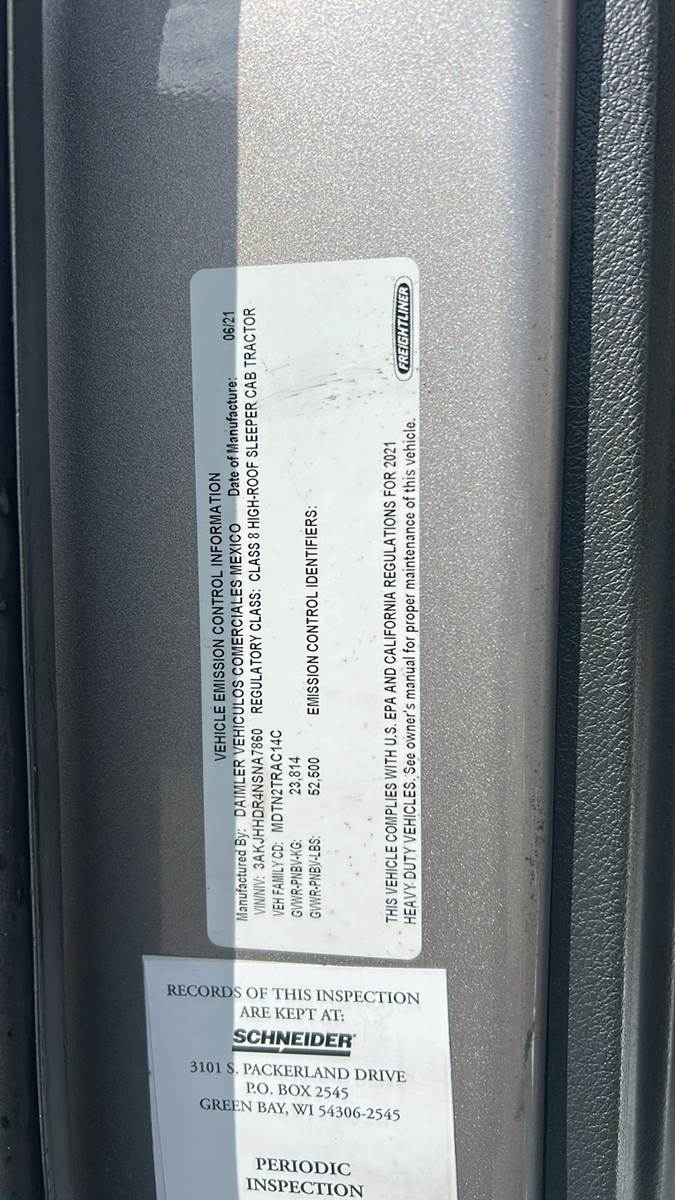 VEHICLE EMISSION CONTROL INFORMATION
Manufactured By: DAIMLER VEHICULOS COMERCIALES MEXICO Date of Manufacture: 06/21
VIN/NIV: 3AKJHHDR4NSNA7860 REGULATORY CLASS: CLASS 8 HIGH-ROOF SLEEPER CAB TRACTOR
VEH FAMILY CD: MDTN2TRAC14C
GVWR-PNBV-KG: 23,814
GVWR-PNBV-LBS: 52,500 EMISSION CONTROL IDENTIFIERS:
THIS VEHICLE COMPLIES WITH U.S. EPA AND CALIFORNIA REGULATIONS FOR 2021
HEAVY-DUTY VEHICLES. See owner's manual for proper maintenance of this vehicle.
FREIGHTLINER
RECORDS OF THIS INSPECTION
ARE KEPT AT:
SCHNEIDER
3101 S. PACKERLAND DRIVE
P.O. BOX 2545
GREEN BAY, WI 54306-2545
PERIODIC
INSPECTION